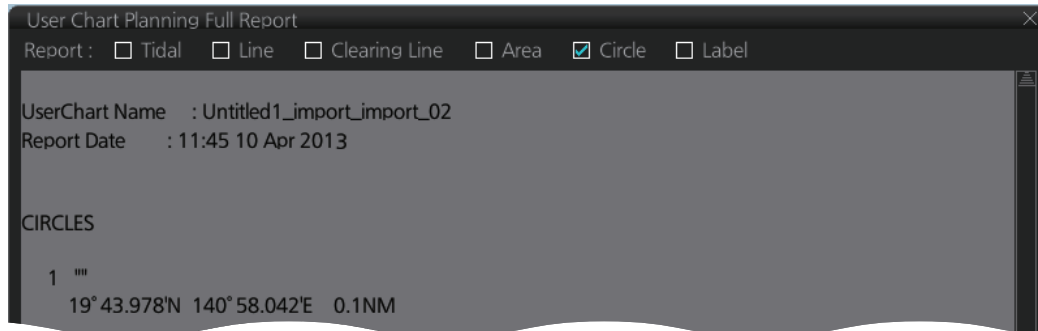 User Chart Planning Full Report
Report : Tidal Line Clearing Line Area Circle Label
UserChart Name : Untitled1_import_import_02
Report Date : 11:45 10 Apr 2013
CIRCLES
1 ""
19°43.978'N 140°58.042'E 0.1NM